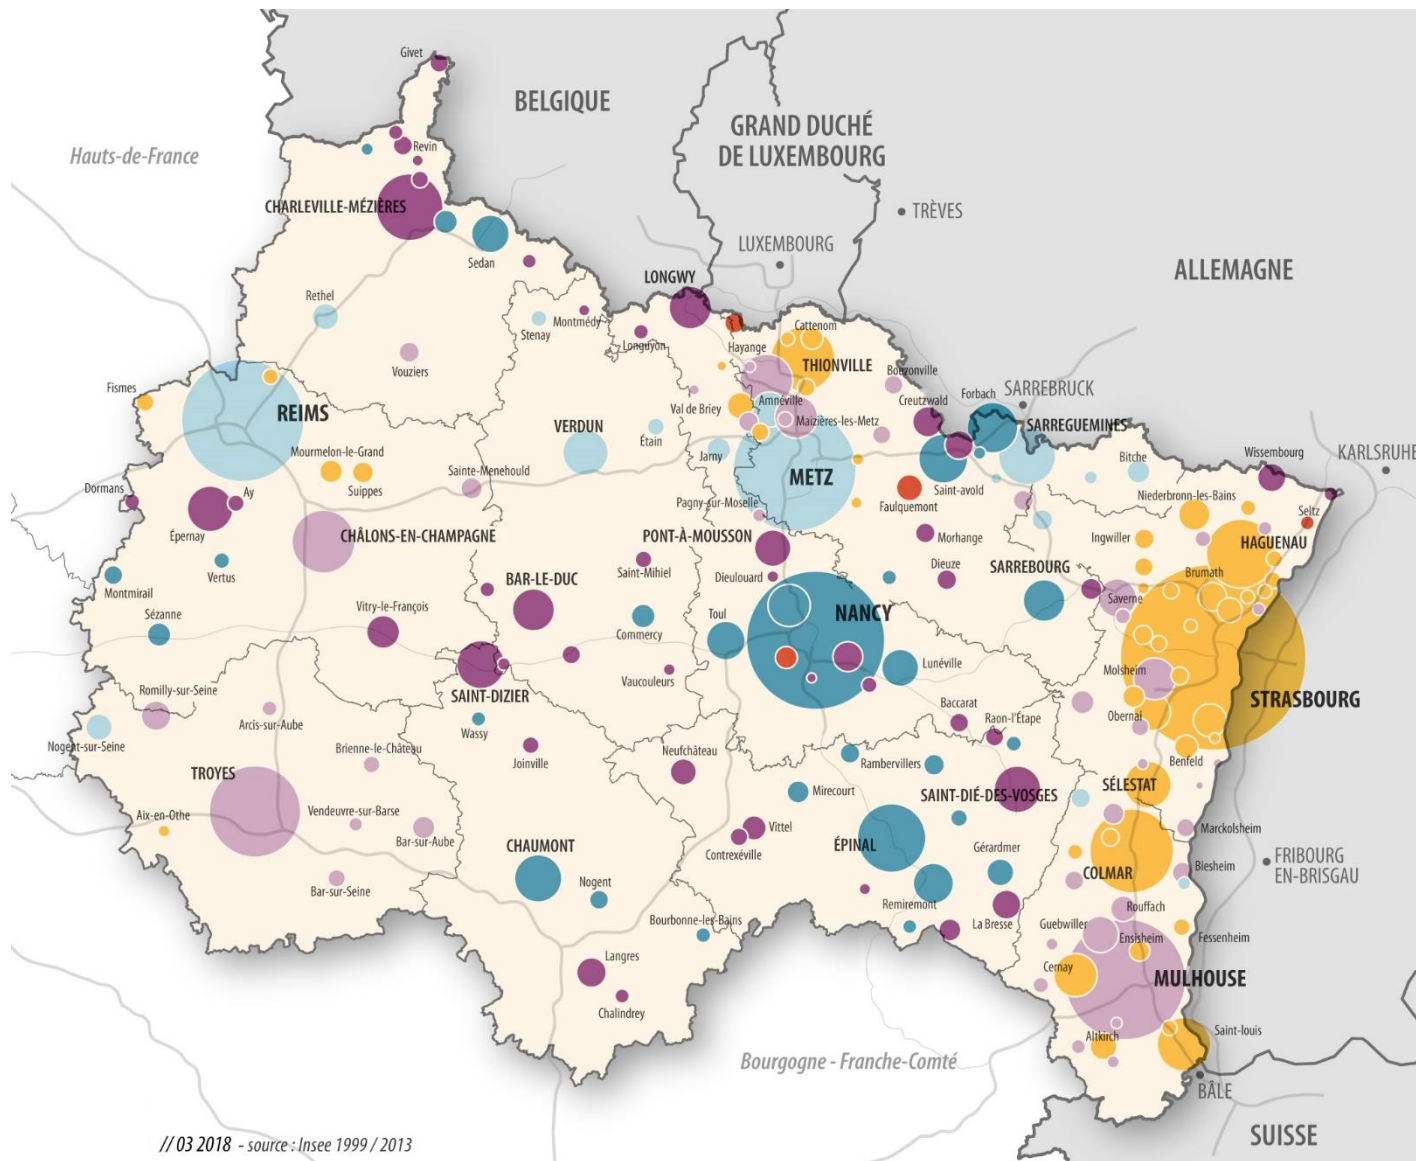 Givet
BELGIQUE
GRAND DUCHÉ
DE LUXEMBOURG
Hauts-de-France
Revin
CHARLEVILLE-MÉZIÈRES
TRÈVES
Sedan
LUXEMBOURG
LONGWY
ALLEMAGNE
Rethel
Stenay
Montmédy
Longuyon
Hayange
Cattenom
THIONVILLE
Vouziers
Bouzonville
Creutzwald
Forbach
SARREBRUCK
Fismes
REIMS
Val de Briey
Amnéville
Maizières-les-Metz
SARREGUEMINES
VERDUN
Étain
Jarny
Mourmelon-le-Grand
Suippes
Sainte-Menehould
METZ
Bitche
Wissembourg
KARLSRUHE
Dormans
Ay
Épernay
Pagny-sur-Moselle
Faulquemont
Saint-avold
Niederbronn-les-Bains
Seltz
CHÂLONS-EN-CHAMPAGNE
PONT-À-MOUSSON
Morhange
Ingwiller
HAGUENAU
Vertus
Montmirail
BAR-LE-DUC
Saint-Mihiel
Dieulouard
Dieuze
SARREBOURG
Brumath
Saverne
Sézanne
Vitry-le-François
Commercy
Toul
NANCY
Lunéville
Molsheim
SAINT-DIZIER
Vaucouleurs
Romilly-sur-Seine
Arcis-sur-Aube
Baccarat
Raon-l'Étape
Obernai
STRASBOURG
Nogent-sur-Seine
Wassy
Joinville
Brienne-le-Château
Neufchâteau
Rambervillers
Benfeld
TROYES
Mirecourt
SAINT-DIÉ-DES-VOSGES
SÉLESTAT
Aix-en-Othe
Vendeuvre-sur-Barse
Bar-sur-Aube
Vittel
Contrexéville
ÉPINAL
Gérardmer
Marckolsheim
CHAUMONT
COLMAR
Biesheim
FRIBOURG
EN-BRISGAU
Bar-sur-Seine
Nogent
Bourbonne-les-Bains
Remiremont
La Bresse
Rouffach
Guebwiller
Ensisheim
Fessenheim
Langres
Chalindrey
Cernay
MULHOUSE
Altkirch
Saint-louis
Bourgogne - Franche-Comté
BÂLE
SUISSE
// 03 2018 - source : Insee 1999 / 2013